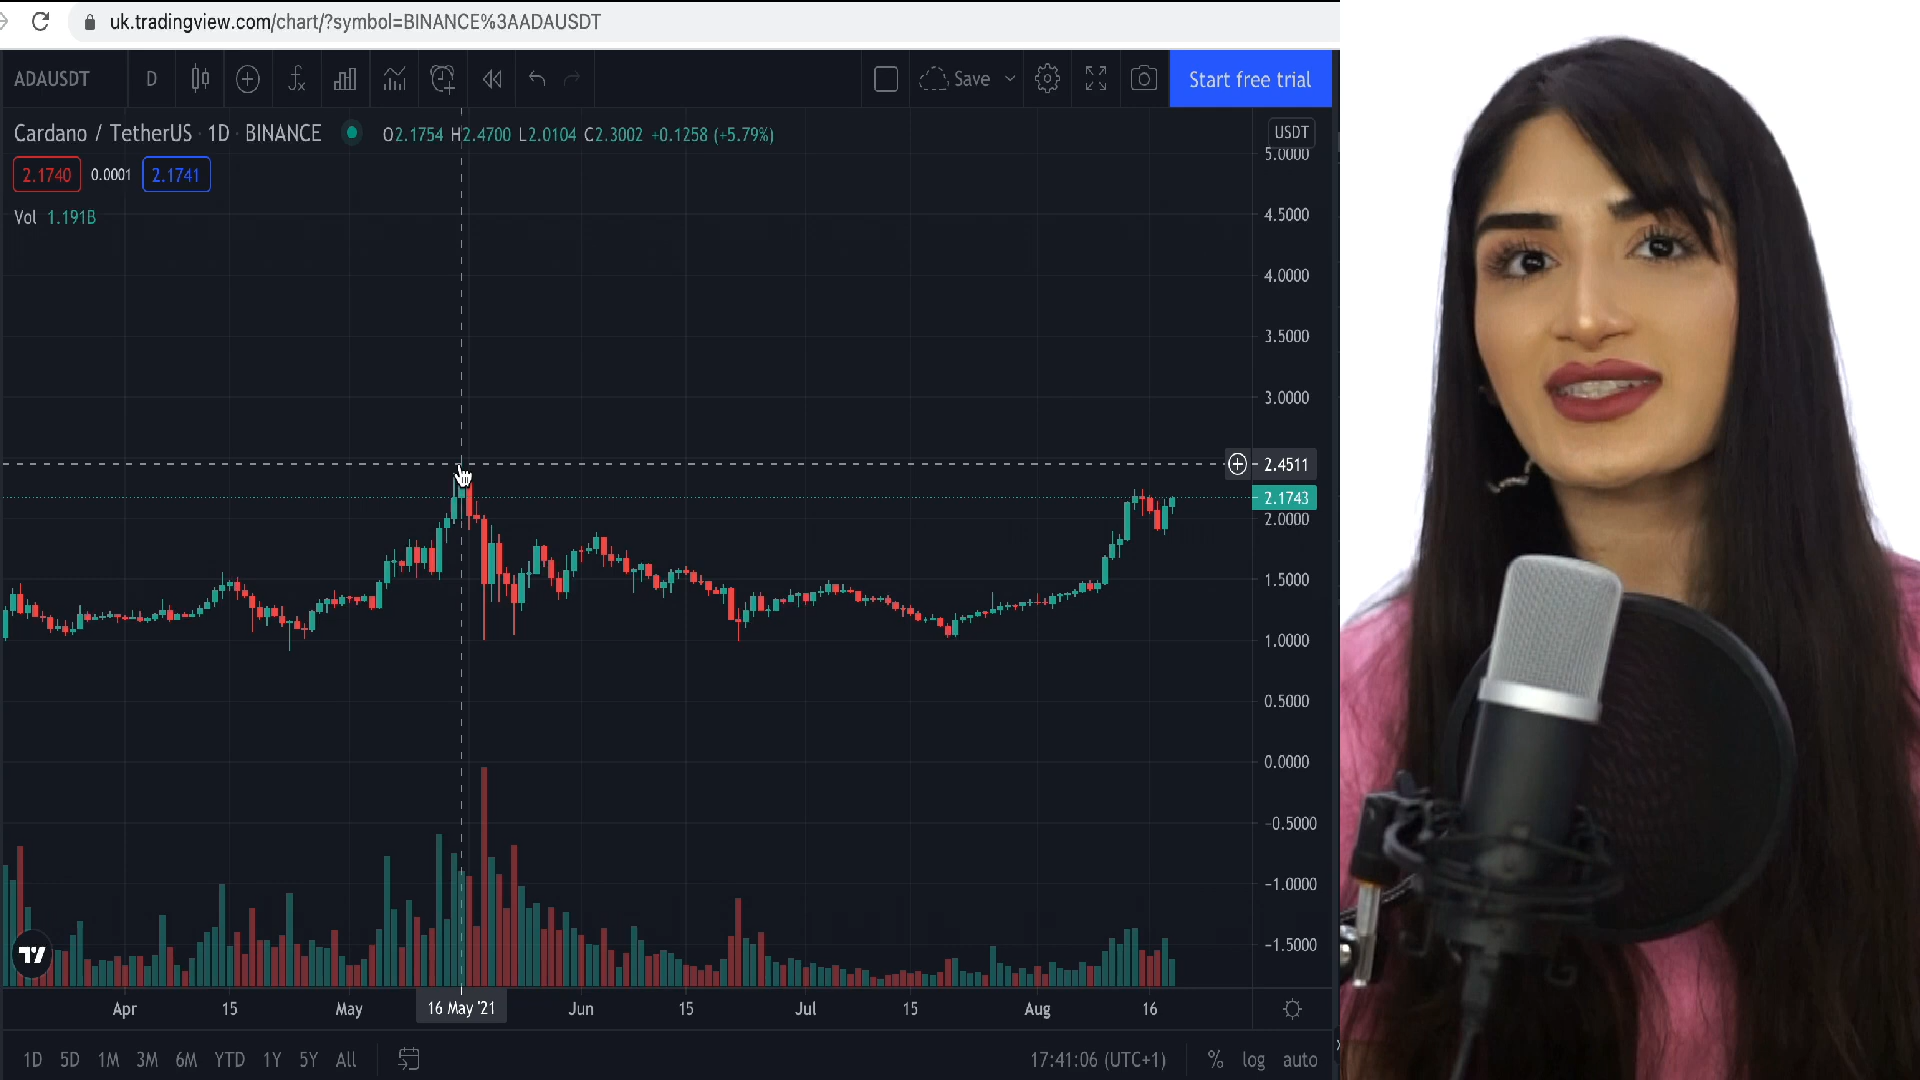 uk.tradingview.com/chart/?symbol=BINANCE%3AADAUSDT
ADAUSDT D fx Save Start free trial
Cardano / TetherUS · 1D · BINANCE O2.1754 H2.4700 L2.0104 C2.3002 +0.1258 (+5.79%) USDT
2.1740 0.0001 2.1741
Vol 1.191B
5.0000
4.5000
4.0000
3.5000
3.0000
2.4511
2.1743
2.0000
1.5000
1.0000
0.5000
0.0000
-0.5000
-1.0000
-1.5000
TV
Apr 15 May 16 May '21 Jun 15 Jul 15 Aug 16
1D 5D 1M 3M 6M YTD 1Y 5Y All 17:41:06 (UTC+1) % log auto